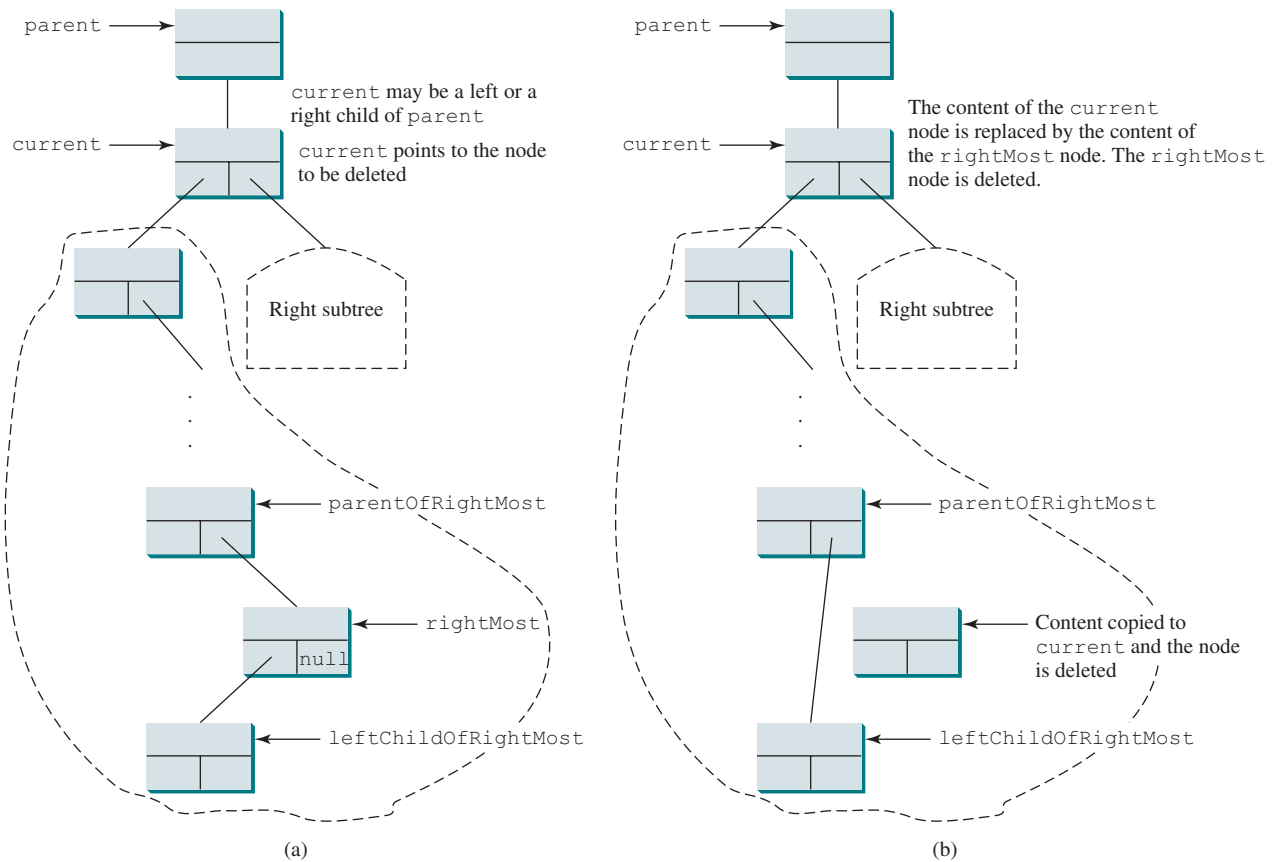 parent
current may be a left or a
right child of parent
current
current points to the node
to be deleted
Right subtree
.
.
.
parentOfRightMost
rightMost
null
leftChildOfRightMost
(a)
parent
The content of the current
node is replaced by the content of
the rightMost node. The rightMost
node is deleted.
current
Right subtree
.
.
.
parentOfRightMost
Content copied to
current and the node
is deleted
leftChildOfRightMost
(b)